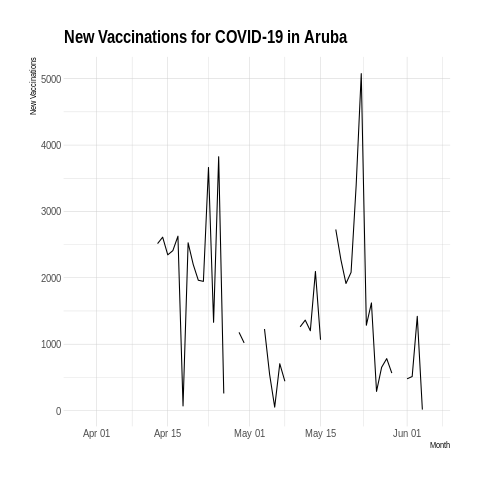 New Vaccinations for COVID-19 in Aruba
New Vaccinations
5000
4000
3000
2000
1000
0
Apr 01
Apr 15
May 01
May 15
Jun 01
Month